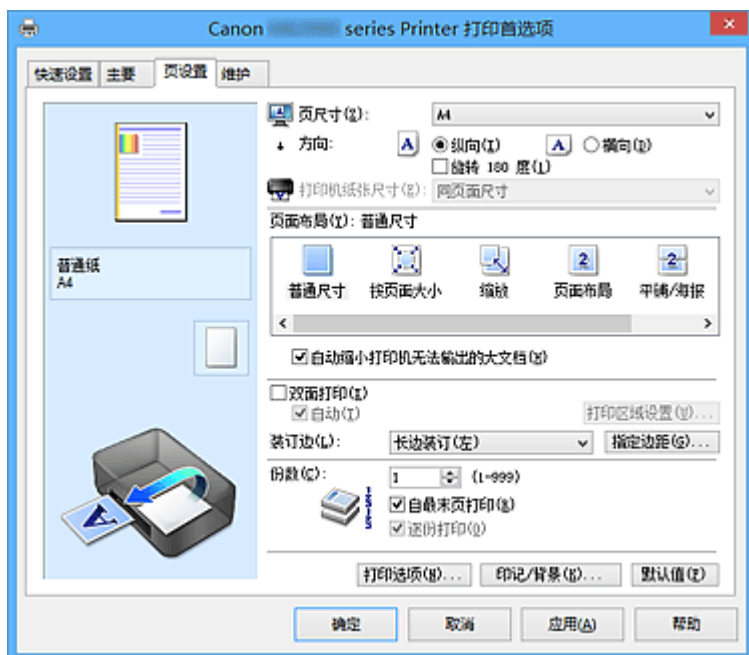 Canon series Printer 打印首选项
快速设置 主要 页设置 维护
页尺寸(Z): A4
方向: A 纵向(I) A 横向(D)
旋转 180 度(L)
打印机纸张尺寸(E): 同页面尺寸
页面布局(Y): 普通尺寸
普通纸
A4
普通尺寸 按页面大小 缩放 页面布局 平铺/海报
自动缩小打印机无法输出的大文档(W)
双面打印(X)
自动(T) 打印区域设置(U)...
装订边(L): 长边装订(左) 指定边距(G)...
份数(C): 1 (1-999)
自最末页打印(R)
逐份打印(O)
打印选项(N)... 印记/背景(K)... 默认值(F)
确定 取消 应用(A) 帮助